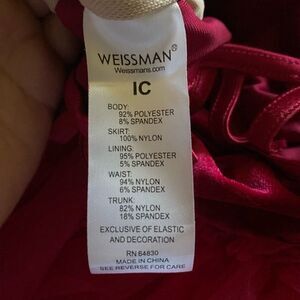 WEISSMAN®
Weissmans.com
IC
BODY:
92% POLYESTER
8% SPANDEX
SKIRT:
100% NYLON
LINING:
95% POLYESTER
5% SPANDEX
WAIST:
94% NYLON
6% SPANDEX
TRUNK:
82% NYLON
18% SPANDEX
EXCLUSIVE OF ELASTIC
AND DECORATION
RN 64630
MADE IN CHINA
SEE REVERSE FOR CARE